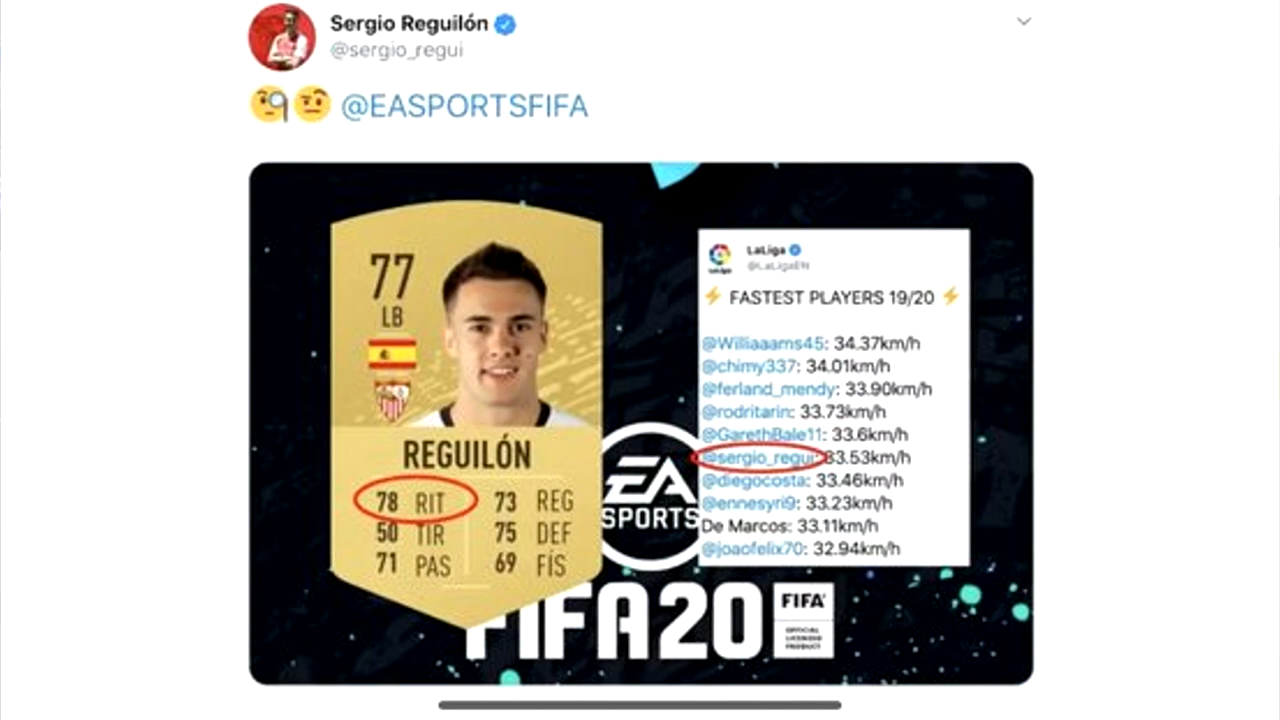 Sergio Reguilón
@sergio_regui
@EASPORTSFIFA
77
LB
REGUILÓN
78 RIT 73 REG
50 TIR 75 DEF
71 PAS 69 FÍS
LaLiga
@LaLigaEN
FASTEST PLAYERS 19/20
@Williaaams45: 34.37km/h
@chimy337: 34.01km/h
@ferland_mendy: 33.90km/h
@rodritarin: 33.73km/h
@GarethBale11: 33.6km/h
@sergio_regui: 33.53km/h
@diegocosta: 33.46km/h
@ennesyri9: 33.23km/h
De Marcos: 33.11km/h
@joaofelix70: 32.94km/h
EA
SPORTS
FIFA20
FIFA
OFFICIAL
LICENSED
PRODUCT